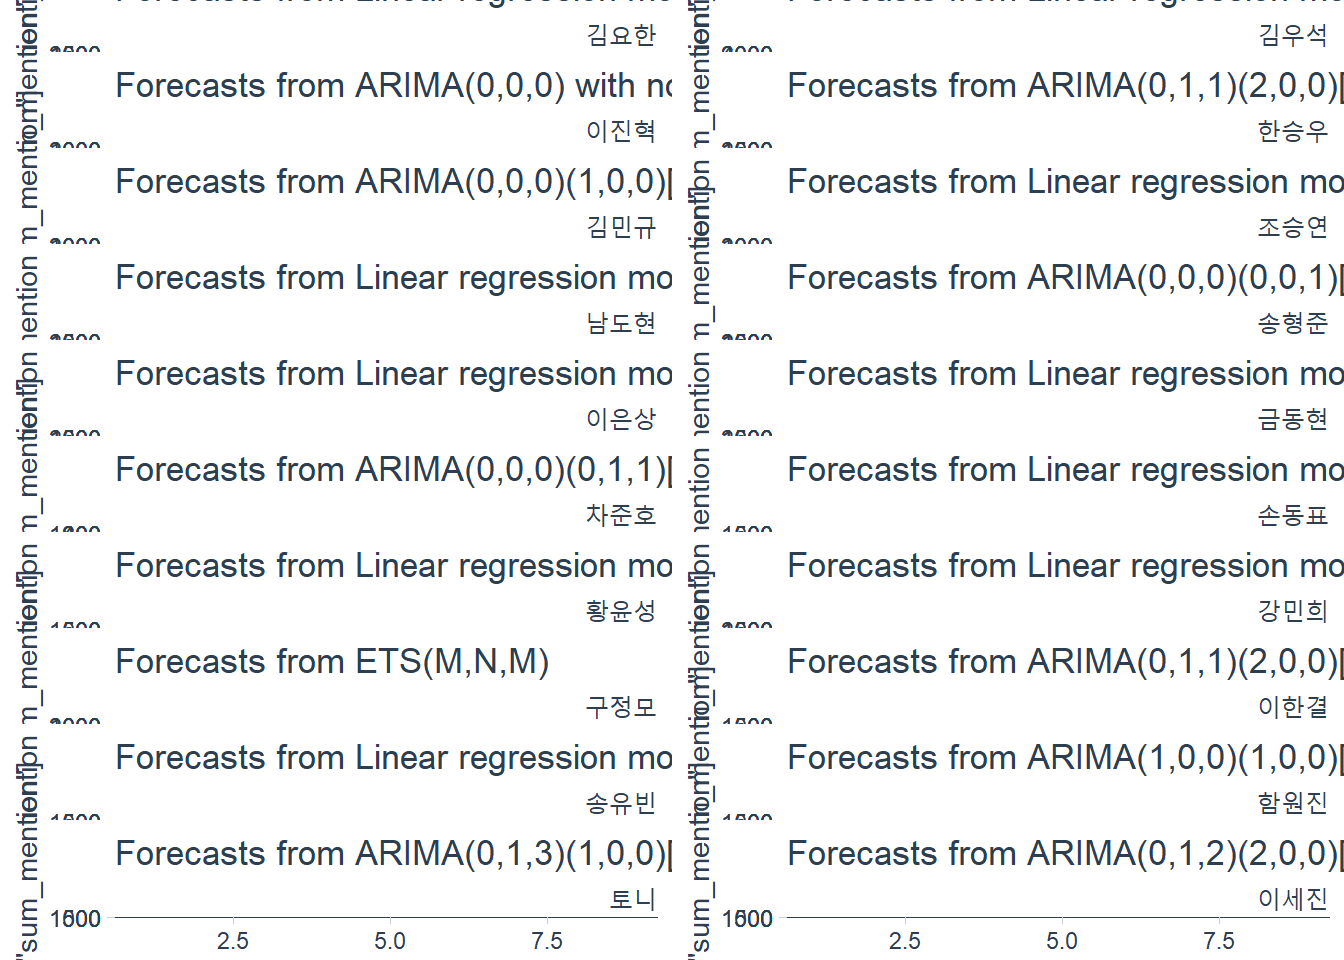 Forecasts from Linear regression mo
김요한
Forecasts from ARIMA(0,0,0) with no
이진혁
Forecasts from ARIMA(0,0,0)(1,0,0)[
김민규
Forecasts from Linear regression mo
남도현
Forecasts from Linear regression mo
이은상
Forecasts from ARIMA(0,0,0)(0,1,1)[
차준호
Forecasts from Linear regression mo
황윤성
Forecasts from ETS(M,N,M)
구정모
Forecasts from Linear regression mo
송유빈
Forecasts from ARIMA(0,1,3)(1,0,0)[
토니
"sum_mention
2.5 5.0 7.5
Forecasts from Linear regression mo
김우석
Forecasts from ARIMA(0,1,1)(2,0,0)[
한승우
Forecasts from Linear regression mo
조승연
Forecasts from ARIMA(0,0,0)(0,0,1)[
송형준
Forecasts from Linear regression mo
금동현
Forecasts from Linear regression mo
손동표
Forecasts from Linear regression mo
강민희
Forecasts from ARIMA(0,1,1)(2,0,0)[
이한결
Forecasts from ARIMA(1,0,0)(1,0,0)[
함원진
Forecasts from ARIMA(0,1,2)(2,0,0)[
이세진
"sum_mention
2.5 5.0 7.5